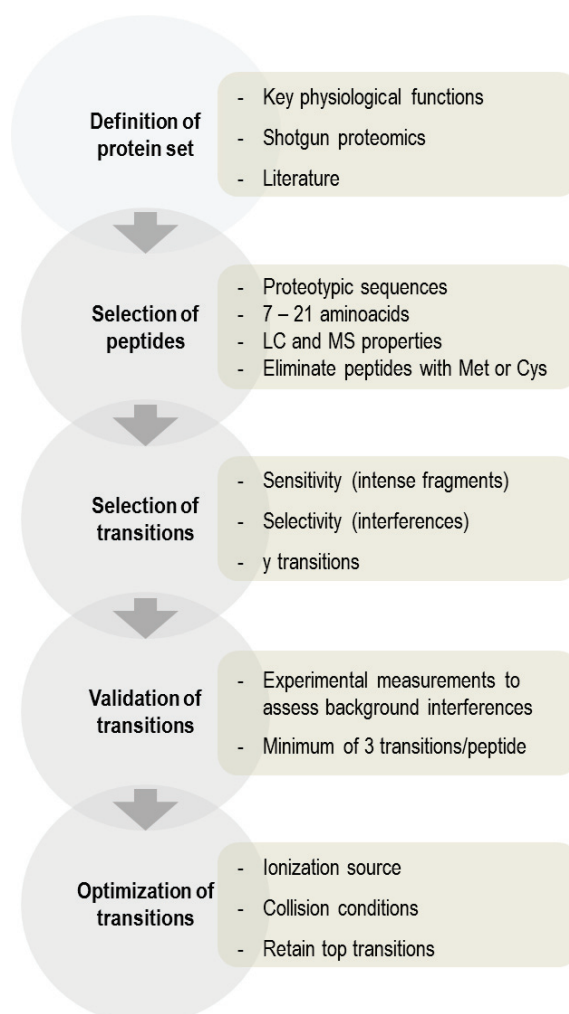 Definition of
protein set
- Key physiological functions
- Shotgun proteomics
- Literature
Selection of
peptides
- Proteotypic sequences
- 7 – 21 aminoacids
- LC and MS properties
- Eliminate peptides with Met or Cys
Selection of
transitions
- Sensitivity (intense fragments)
- Selectivity (interferences)
- y transitions
Validation of
transitions
- Experimental measurements to
assess background interferences
- Minimum of 3 transitions/peptide
Optimization of
transitions
- Ionization source
- Collision conditions
- Retain top transitions